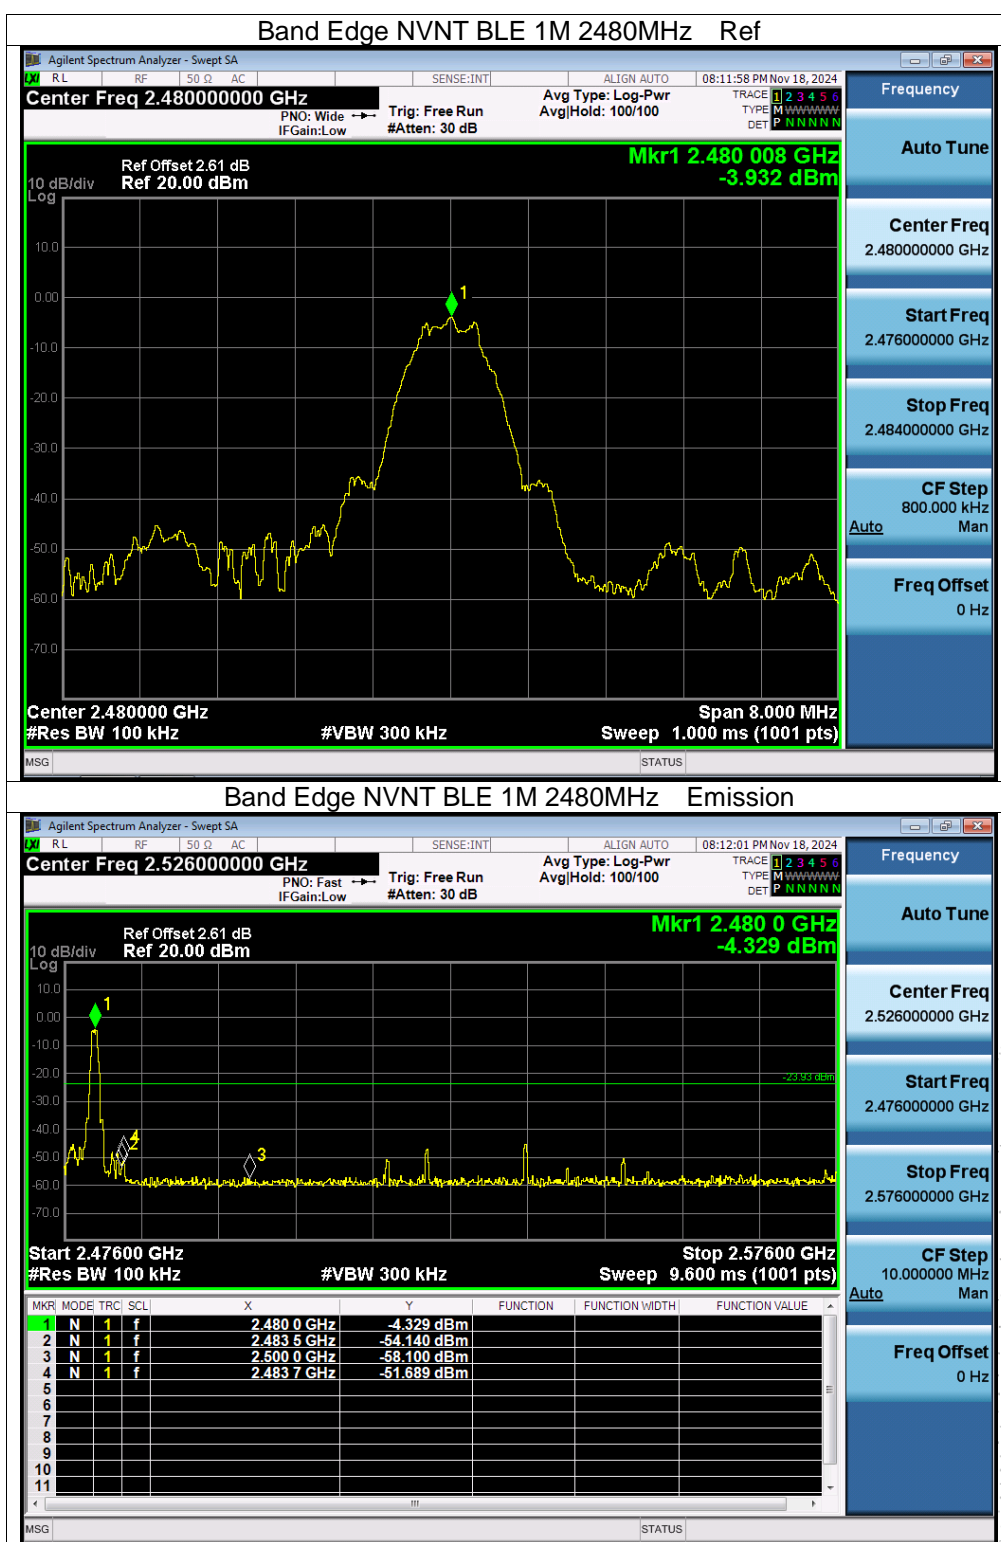 Band Edge NVNT BLE 1M 2480MHz Ref
Agilent Spectrum Analyzer - Swept SA
LXI RL RF 50 Ω AC SENSE:INT ALIGN AUTO 08:11:58 PM Nov 18, 2024
Center Freq 2.480000000 GHz
PNO: Wide
IFGain:Low
Trig: Free Run
#Atten: 30 dB
Avg Type: Log-Pwr
Avg|Hold: 100/100
TRACE 1 2 3 4 5 6
TYPE M W W W W W
DET P N N N N N
Mkr1 2.480 008 GHz
-3.932 dBm
Ref Offset 2.61 dB
10 dB/div Ref 20.00 dBm
Log
10.0
0.00
-10.0
-20.0
-30.0
-40.0
-50.0
-60.0
-70.0
1
Center 2.480000 GHz Span 8.000 MHz
#Res BW 100 kHz #VBW 300 kHz Sweep 1.000 ms (1001 pts)
MSG STATUS
Frequency
Auto Tune
Center Freq
2.480000000 GHz
Start Freq
2.476000000 GHz
Stop Freq
2.484000000 GHz
CF Step
800.000 kHz
Auto Man
Freq Offset
0 Hz
Band Edge NVNT BLE 1M 2480MHz Emission
Agilent Spectrum Analyzer - Swept SA
LXI RL RF 50 Ω AC SENSE:INT ALIGN AUTO 08:12:01 PM Nov 18, 2024
Center Freq 2.526000000 GHz
PNO: Fast
IFGain:Low
Trig: Free Run
#Atten: 30 dB
Avg Type: Log-Pwr
Avg|Hold: 100/100
TRACE 1 2 3 4 5 6
TYPE M W W W W W
DET P N N N N N
Mkr1 2.480 0 GHz
-4.329 dBm
Ref Offset 2.61 dB
10 dB/div Ref 20.00 dBm
Log
10.0
0.00
-10.0
-20.0
-30.0
-40.0
-50.0
-60.0
-70.0
1
-23.93 dBm
4
2
3
Start 2.47600 GHz Stop 2.57600 GHz
#Res BW 100 kHz #VBW 300 kHz Sweep 9.600 ms (1001 pts)
MKR MODE TRC SCL X Y FUNCTION FUNCTION WIDTH FUNCTION VALUE
1 N 1 f 2.480 0 GHz -4.329 dBm
2 N 1 f 2.483 5 GHz -54.140 dBm
3 N 1 f 2.500 0 GHz -58.100 dBm
4 N 1 f 2.483 7 GHz -51.689 dBm
5
6
7
8
9
10
11
MSG STATUS
Frequency
Auto Tune
Center Freq
2.526000000 GHz
Start Freq
2.476000000 GHz
Stop Freq
2.576000000 GHz
CF Step
10.000000 MHz
Auto Man
Freq Offset
0 Hz